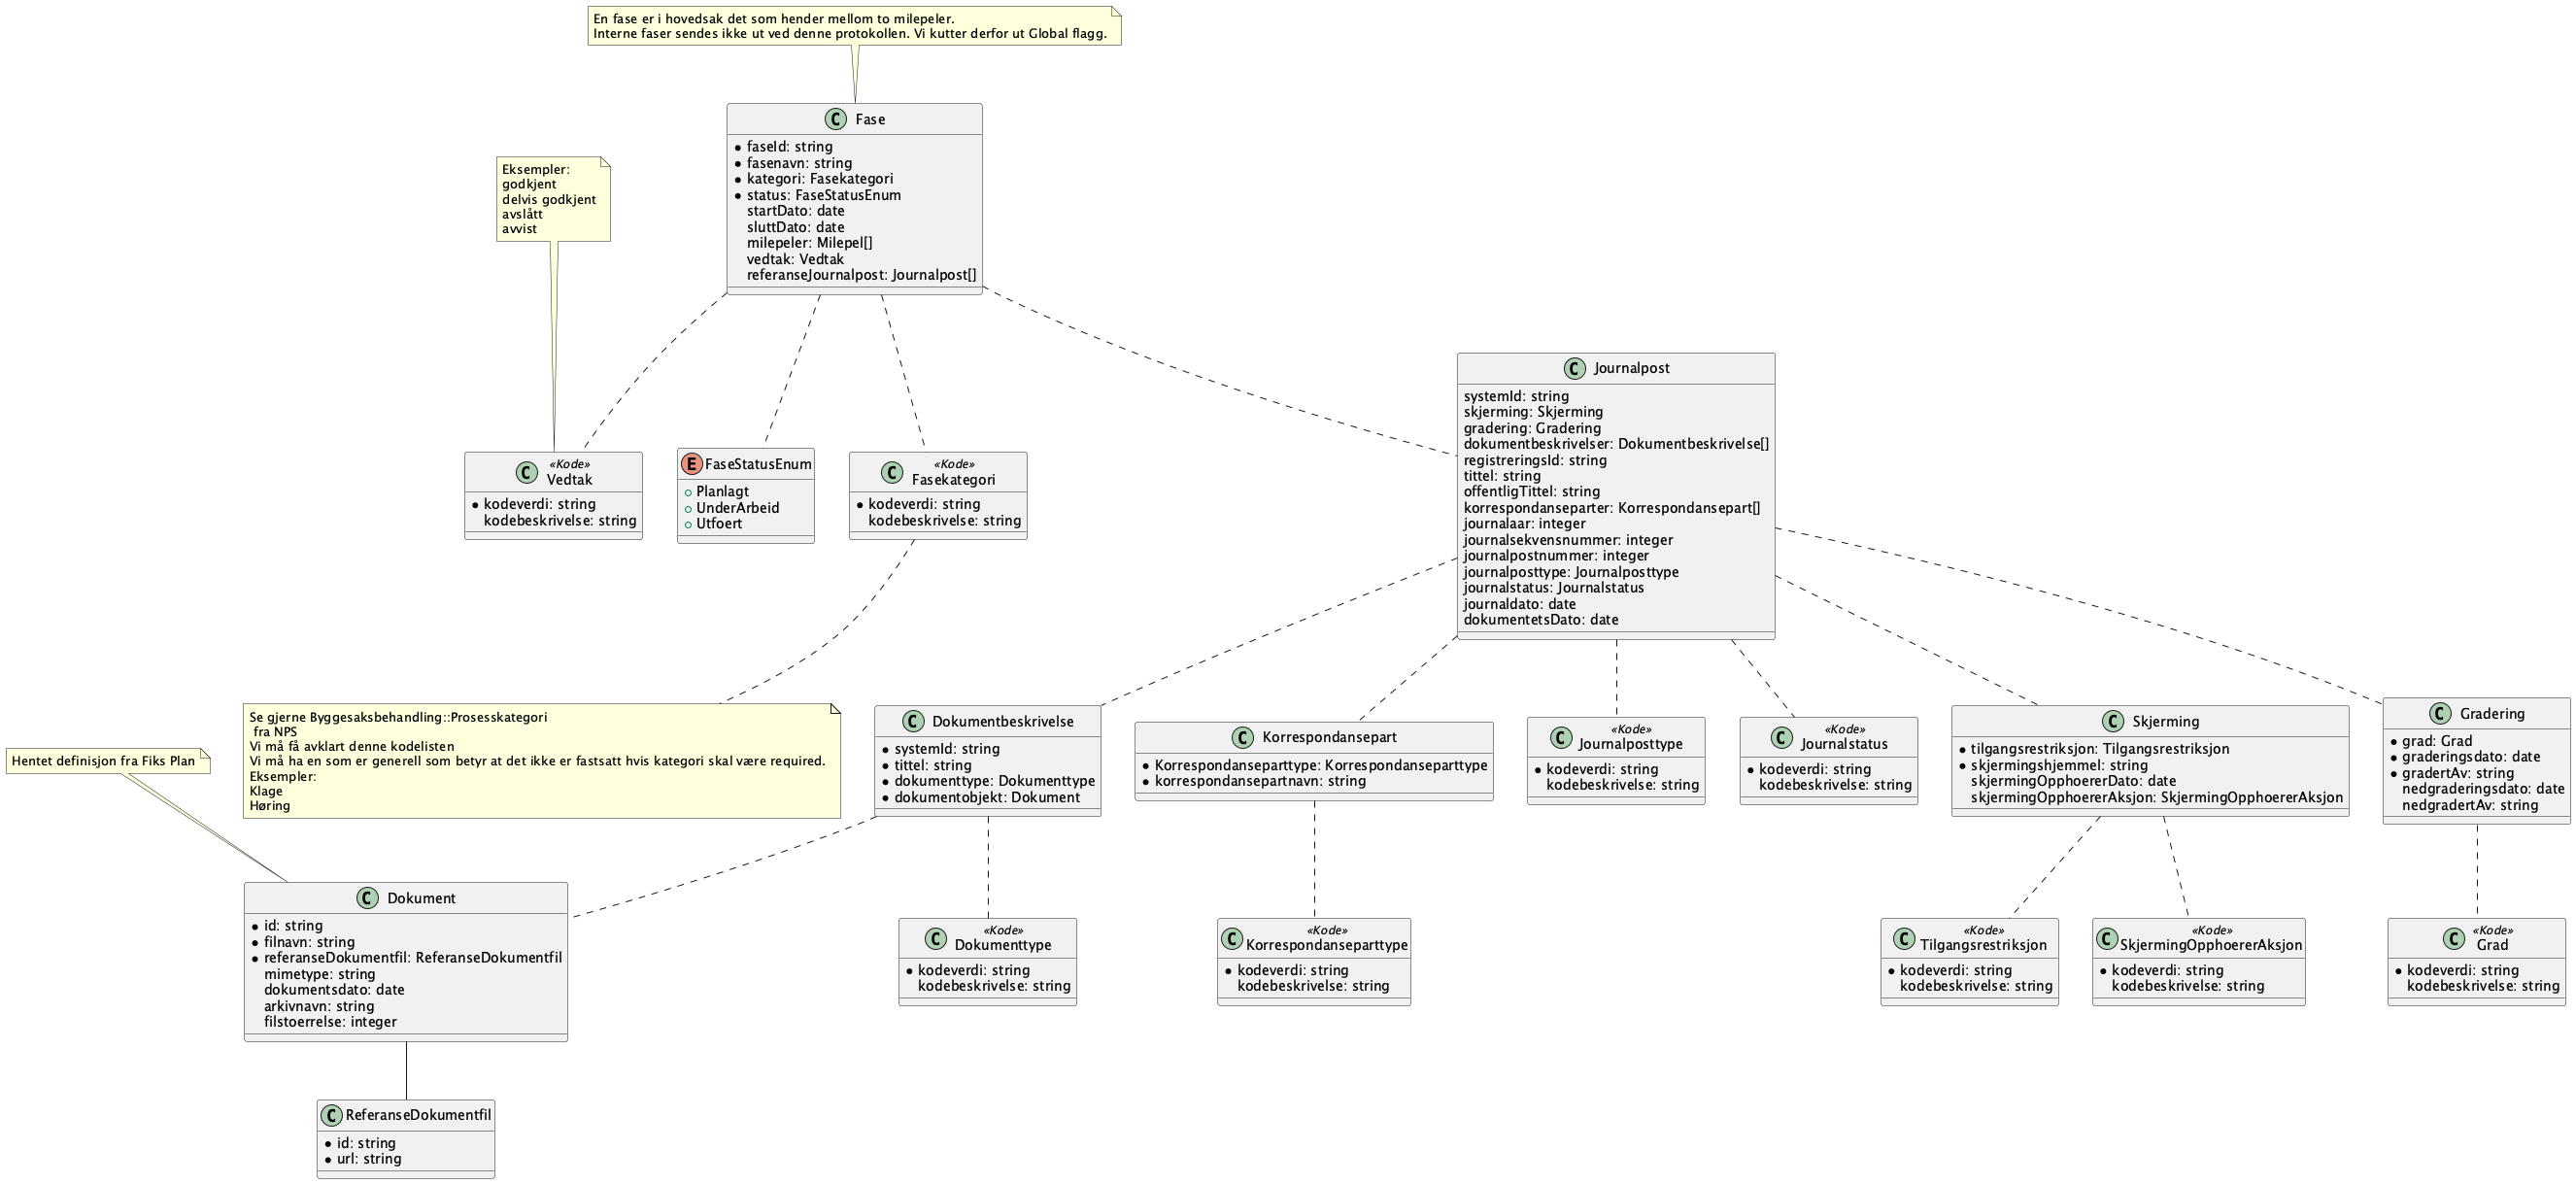 En fase er i hovedsak det som hender mellom to milepeler.
Interne faser sendes ikke ut ved denne protokollen. Vi kutter derfor ut Global flagg.
C Fase
faseId: string
fasenavn: string
kategori: Fasekategori
status: FaseStatusEnum
startDato: date
sluttDato: date
milepeler: Milepel[]
vedtak: Vedtak
referanseJournalpost: Journalpost[]
Eksempler:
godkjent
delvis godkjent
avslått
avvist
C «Kode»
Vedtak
kodeverdi: string
kodebeskrivelse: string
E FaseStatusEnum
Planlagt
UnderArbeid
Utfoert
C «Kode»
Fasekategori
kodeverdi: string
kodebeskrivelse: string
C Journalpost
systemId: string
skjerming: Skjerming
gradering: Gradering
dokumentbeskrivelser: Dokumentbeskrivelse[]
registreringsId: string
tittel: string
offentligTittel: string
korrespondanseparter: Korrespondansepart[]
journalaar: integer
journalsekvensnummer: integer
journalpostnummer: integer
journalposttype: Journalposttype
journalstatus: Journalstatus
journaldato: date
dokumentetsDato: date
Hentet definisjon fra Fiks Plan
Se gjerne Byggesaksbehandling::Prosesskategori
fra NPS
Vi må få avklart denne kodelisten
Vi må ha en som er generell som betyr at det ikke er fastsatt hvis kategori skal være required.
Eksempler:
Klage
Høring
C Dokumentbeskrivelse
systemId: string
tittel: string
dokumenttype: Dokumenttype
dokumentobjekt: Dokument
C Korrespondansepart
Korrespondanseparttype: Korrespondanseparttype
korrespondansepartnavn: string
C «Kode»
Journalposttype
kodeverdi: string
kodebeskrivelse: string
C «Kode»
Journalstatus
kodeverdi: string
kodebeskrivelse: string
C Skjerming
tilgangsrestriksjon: Tilgangsrestriksjon
skjermingshjemmel: string
skjermingOpphoererDato: date
skjermingOpphoererAksjon: SkjermingOpphoererAksjon
C Gradering
grad: Grad
graderingsdato: date
gradertAv: string
nedgraderingsdato: date
nedgradertAv: string
C Dokument
id: string
filnavn: string
referanseDokumentfil: ReferanseDokumentfil
mimetype: string
dokumentsdato: date
arkivnavn: string
filstoerrelse: integer
C «Kode»
Dokumenttype
kodeverdi: string
kodebeskrivelse: string
C «Kode»
Korrespondanseparttype
kodeverdi: string
kodebeskrivelse: string
C «Kode»
Tilgangsrestriksjon
kodeverdi: string
kodebeskrivelse: string
C «Kode»
SkjermingOpphoererAksjon
kodeverdi: string
kodebeskrivelse: string
C «Kode»
Grad
kodeverdi: string
kodebeskrivelse: string
C ReferanseDokumentfil
id: string
url: string